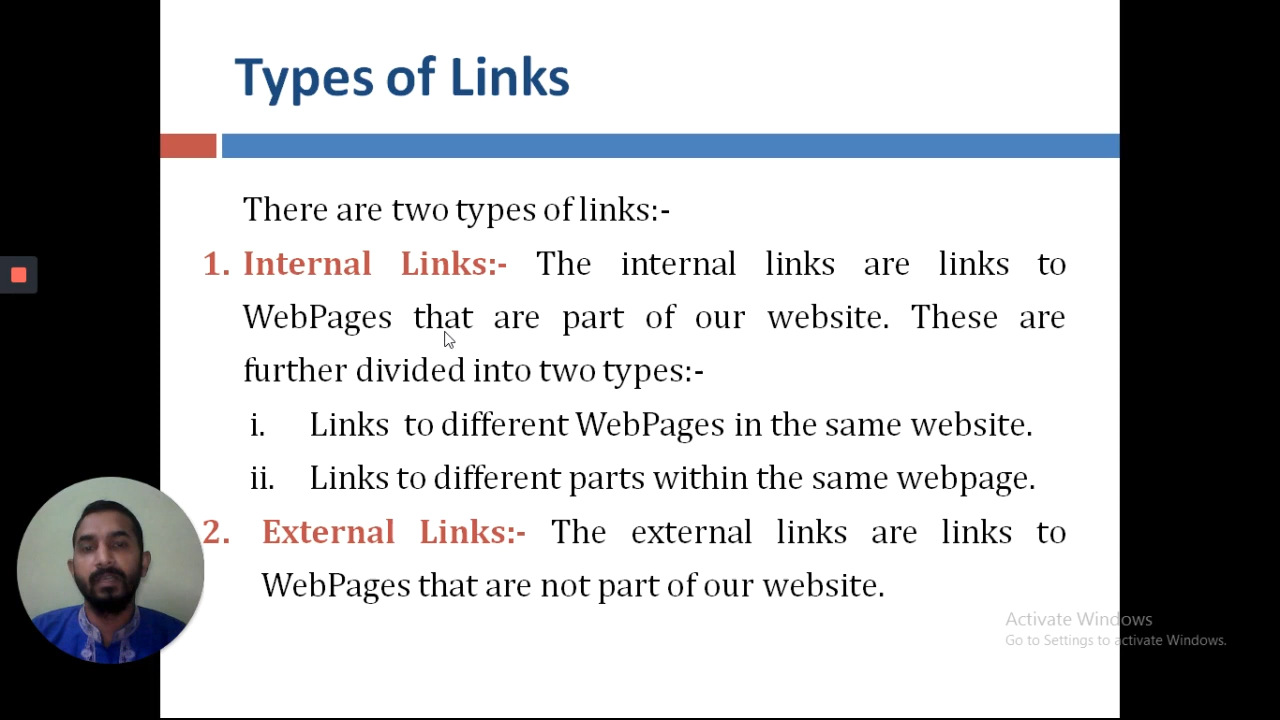 Types of Links
There are two types of links:-
1. Internal Links:- The internal links are links to
WebPages that are part of our website. These are
further divided into two types:-
i. Links to different WebPages in the same website.
ii. Links to different parts within the same webpage.
2. External Links:- The external links are links to
WebPages that are not part of our website.
Activate Windows
Go to Settings to activate Windows.